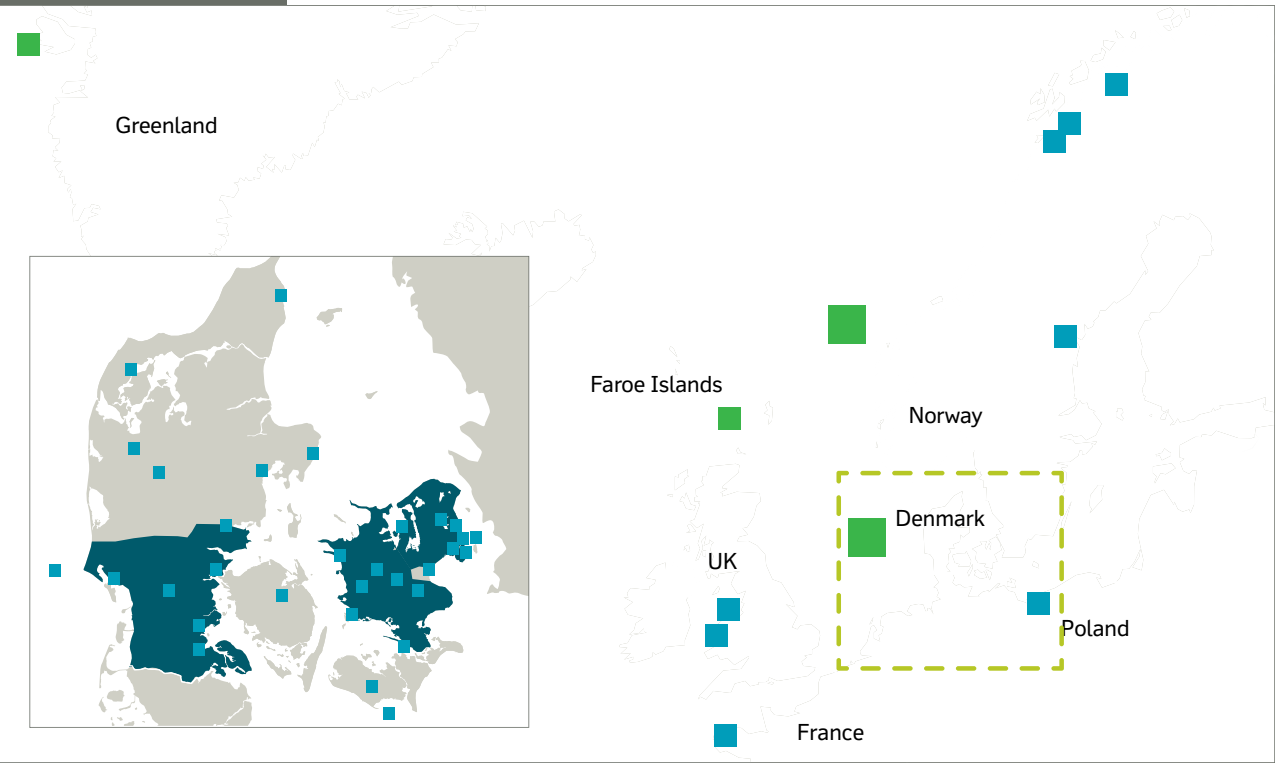 Greenland
Faroe Islands
Norway
Denmark
UK
Poland
France